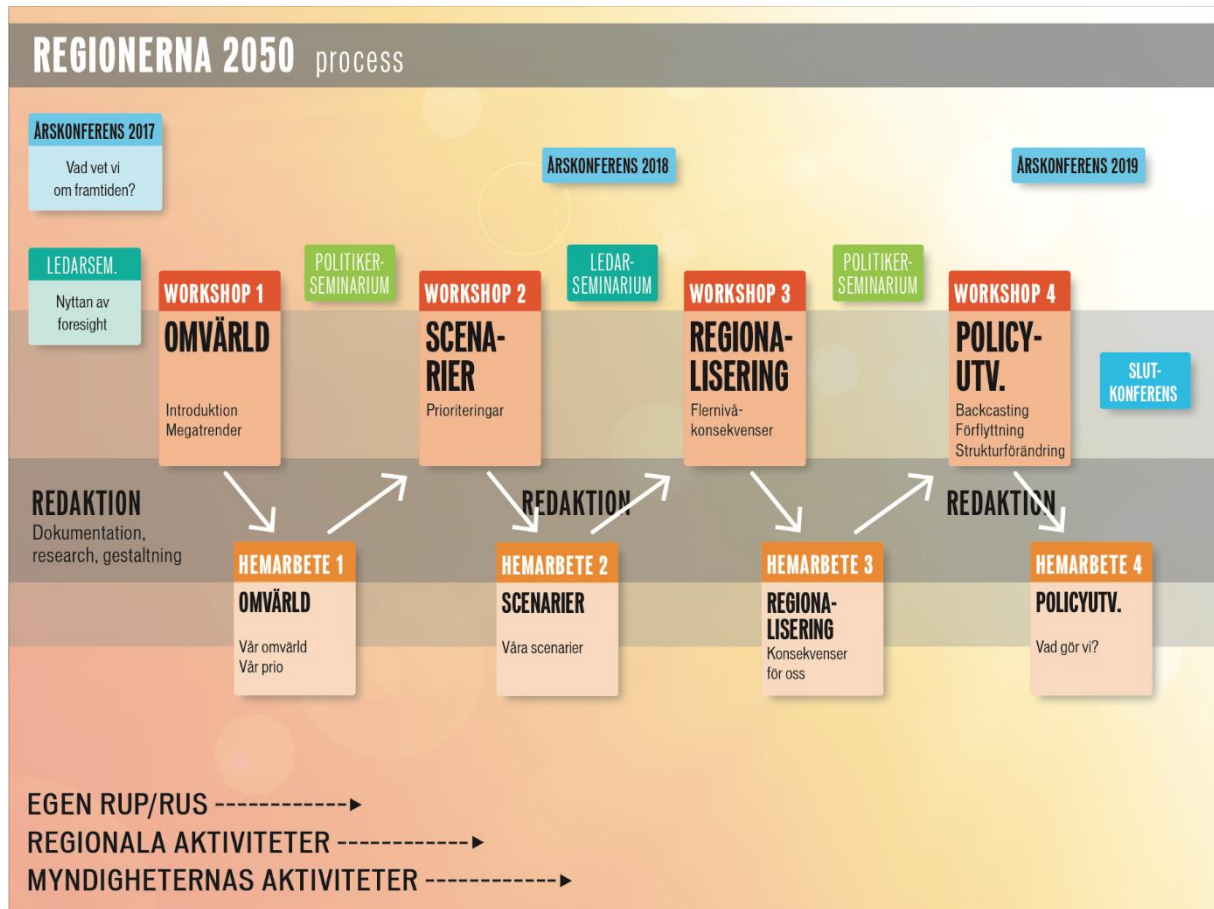 REGIONERNA 2050 process
ÅRSKONFERENS 2017
Vad vet vi
om framtiden?
ÅRSKONFERENS 2018
ÅRSKONFERENS 2019
LEDARSEM.
Nyttan av
foresight
POLITIKER-
SEMINARIUM
LEDAR-
SEMINARIUM
POLITIKER-
SEMINARIUM
WORKSHOP 1
OMVÄRLD
Introduktion
Megatrender
WORKSHOP 2
SCENA-
RIER
Prioriteringar
WORKSHOP 3
REGIONA-
LISERING
Flernivå-
konsekvenser
WORKSHOP 4
POLICY-
UTV.
Backcasting
Förflyttning
Strukturförändring
SLUT-
KONFERENS
REDAKTION
Dokumentation,
research, gestaltning
REDAKTION
REDAKTION
HEMARBETE 1
OMVÄRLD
Vår omvärld
Vår prio
HEMARBETE 2
SCENARIER
Våra scenarier
HEMARBETE 3
REGIONA-
LISERING
Konsekvenser
för oss
HEMARBETE 4
POLICYUTV.
Vad gör vi?
EGEN RUP/RUS
REGIONALA AKTIVITETER
MYNDIGHETERNAS AKTIVITETER